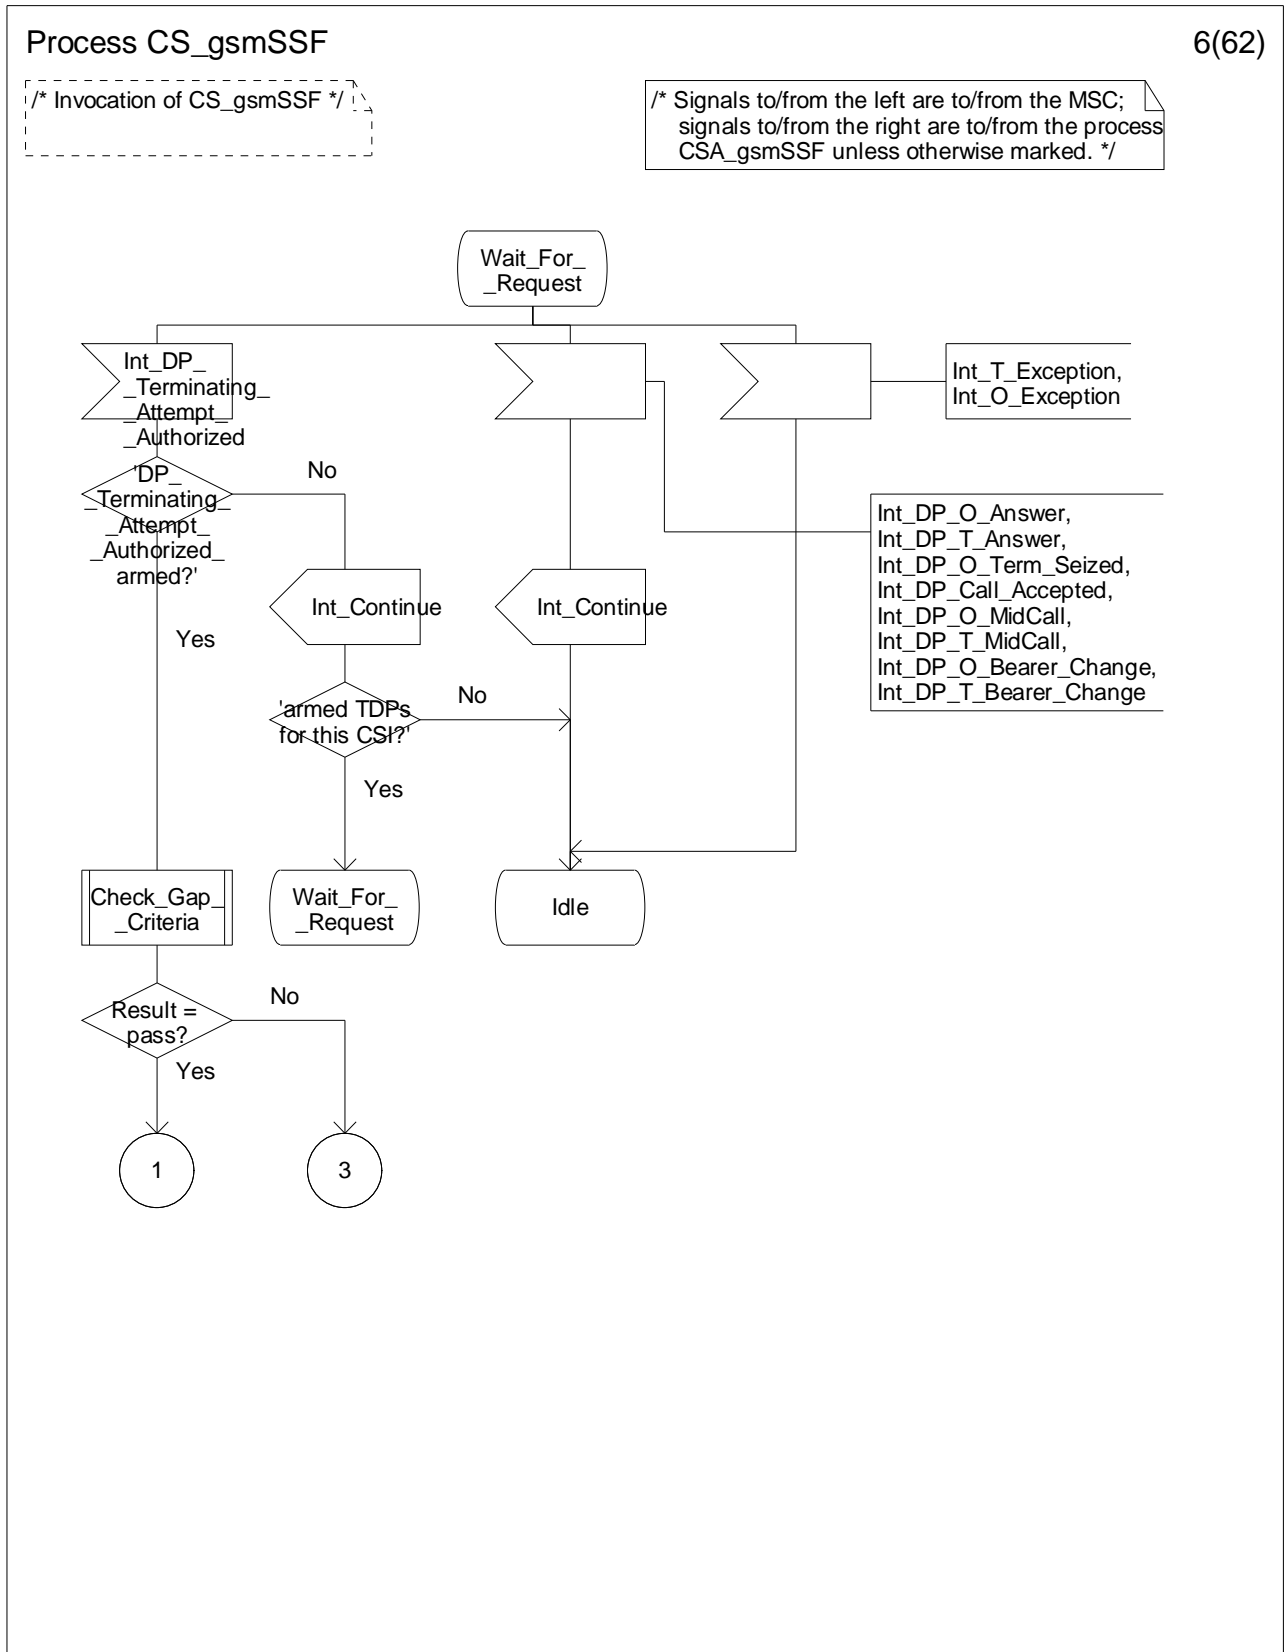 Process CS_gsmSSF
6(62)
/* Invocation of CS_gsmSSF */
/* Signals to/from the left are to/from the MSC;
signals to/from the right are to/from the process
CSA_gsmSSF unless otherwise marked. */
Wait_For_
_Request
Int_DP_
_Terminating_
_Attempt_
_Authorized
Int_T_Exception,
Int_O_Exception
'DP_
_Terminating_
_Attempt_
_Authorized_
armed?'
No
Yes
Int_DP_O_Answer,
Int_DP_T_Answer,
Int_DP_O_Term_Seized,
Int_DP_Call_Accepted,
Int_DP_O_MidCall,
Int_DP_T_MidCall,
Int_DP_O_Bearer_Change,
Int_DP_T_Bearer_Change
Int_Continue
Int_Continue
'armed TDPs
for this CSI?'
No
Yes
Check_Gap_
_Criteria
Wait_For_
_Request
Idle
Result =
pass?
No
Yes
1
3